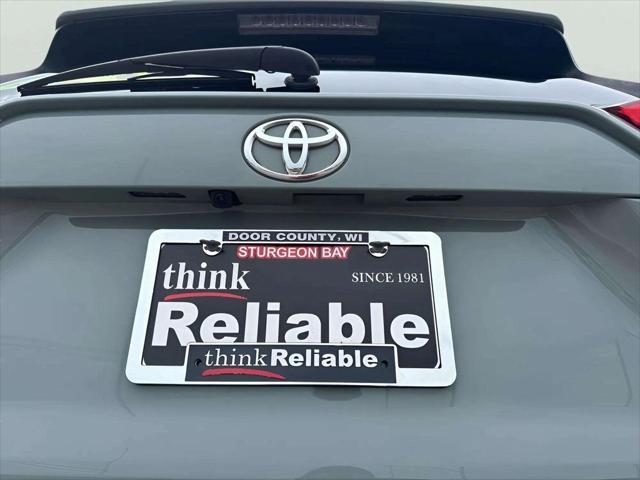 DOOR COUNTY, WI
STURGEON BAY
think
SINCE 1981
Reliable
thinkReliable